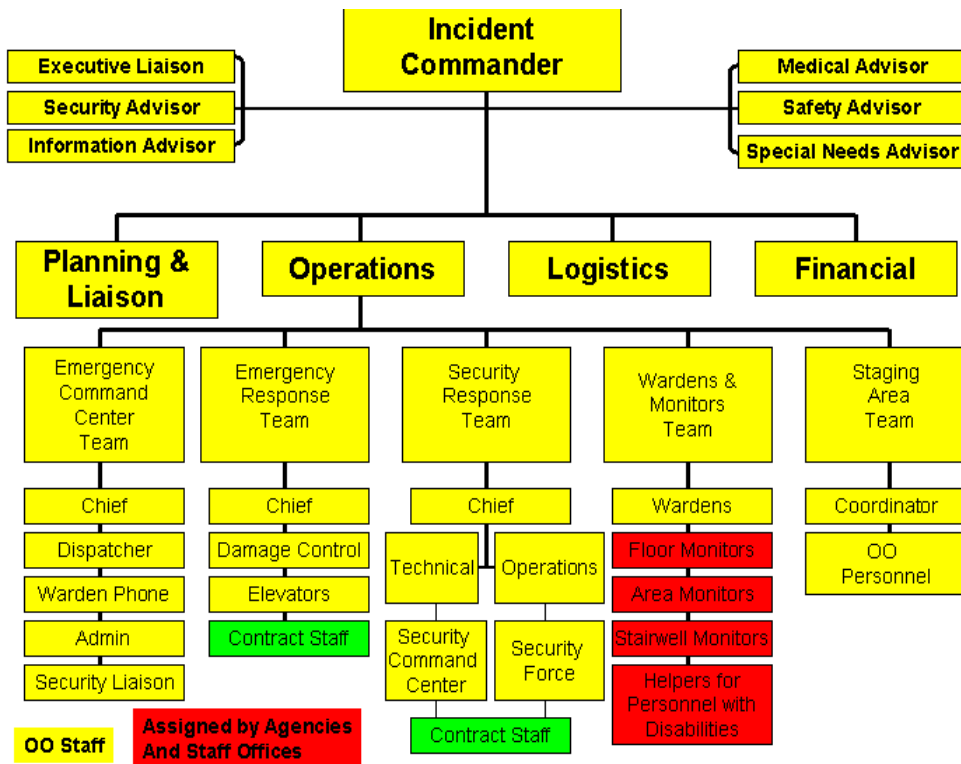 Incident
Commander
Executive Liaison
Security Advisor
Information Advisor
Medical Advisor
Safety Advisor
Special Needs Advisor
Planning &
Liaison
Operations
Logistics
Financial
Emergency
Command
Center
Team
Chief
Dispatcher
Warden Phone
Admin
Security Liaison
Emergency
Response
Team
Chief
Damage Control
Elevators
Contract Staff
Security
Response
Team
Chief
Technical
Operations
Security
Command
Center
Security
Force
Contract Staff
Wardens &
Monitors
Team
Wardens
Floor Monitors
Area Monitors
Stairwell Monitors
Helpers for
Personnel with
Disabilities
Staging
Area
Team
Coordinator
OO
Personnel
OO Staff
Assigned by Agencies
And Staff Offices